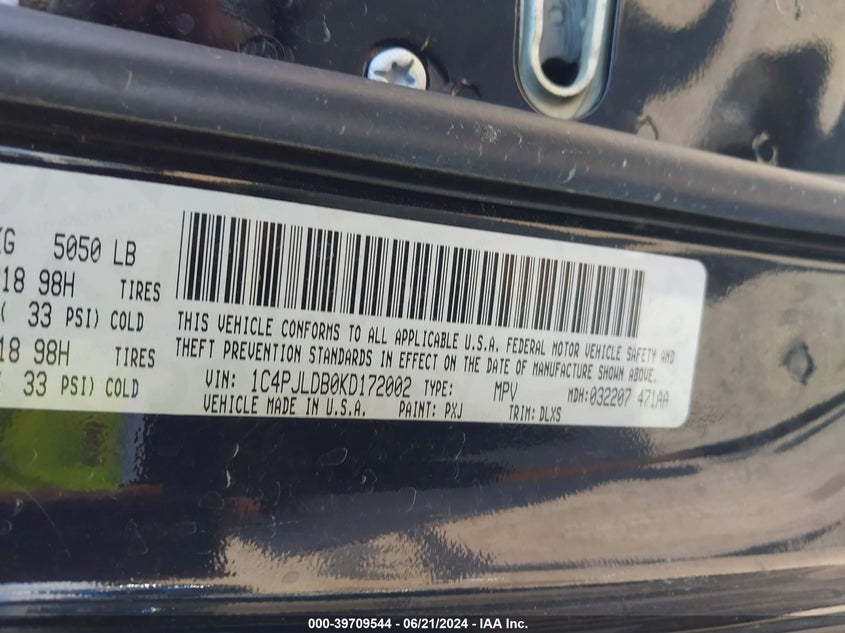 KG 5050 LB
18 98H TIRES
( 33 PSI) COLD
18 98H TIRES
33 PSI) COLD
THIS VEHICLE CONFORMS TO ALL APPLICABLE U.S.A. FEDERAL MOTOR VEHICLE SAFETY AND
THEFT PREVENTION STANDARDS IN EFFECT ON THE DATE OF MANUFACTURE SHOWN ABOVE.
VIN: 1C4PJLDB0KD172002 TYPE: MPV MDH:032207 471AA
VEHICLE MADE IN U.S.A. PAINT: PXJ TRIM: DLXS
000-39709544 / 06/21/2024 - IAA Inc.